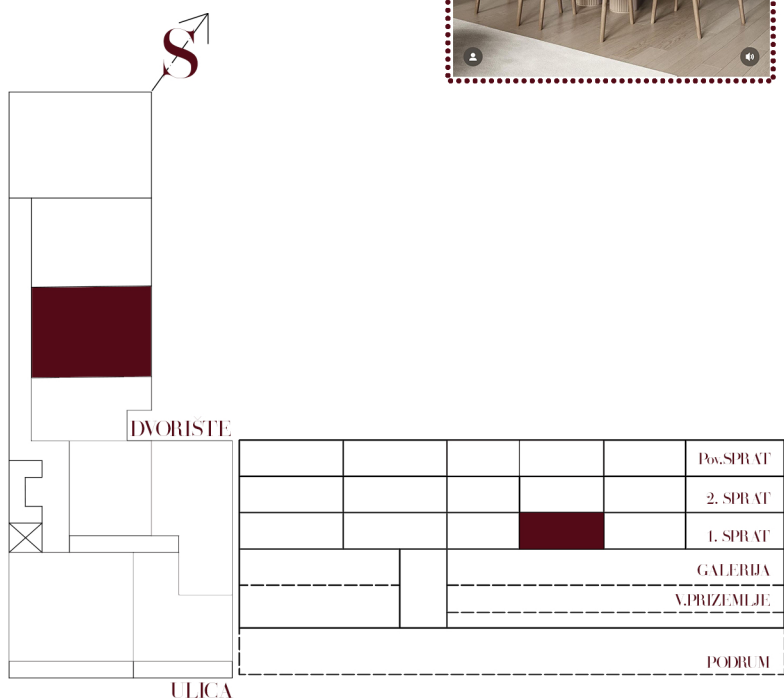 S
DVORIŠTE
Pov.SPRAT
2. SPRAT
1. SPRAT
GALERIJA
V.PRIZEMLJE
PODRUM
ULICA